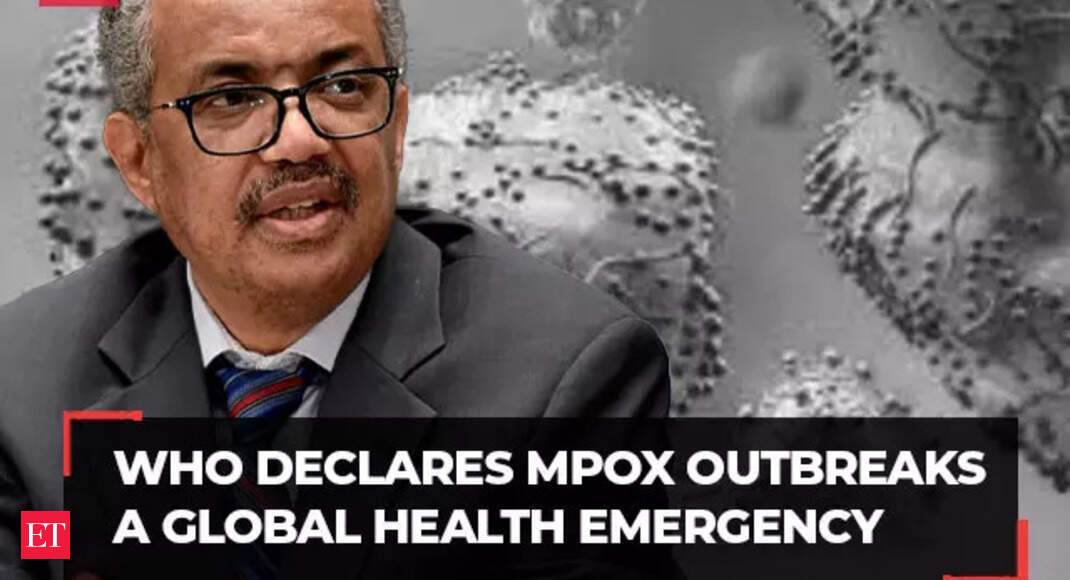 WHO DECLARES MPOX OUTBREAKS
A GLOBAL HEALTH EMERGENCY
ET